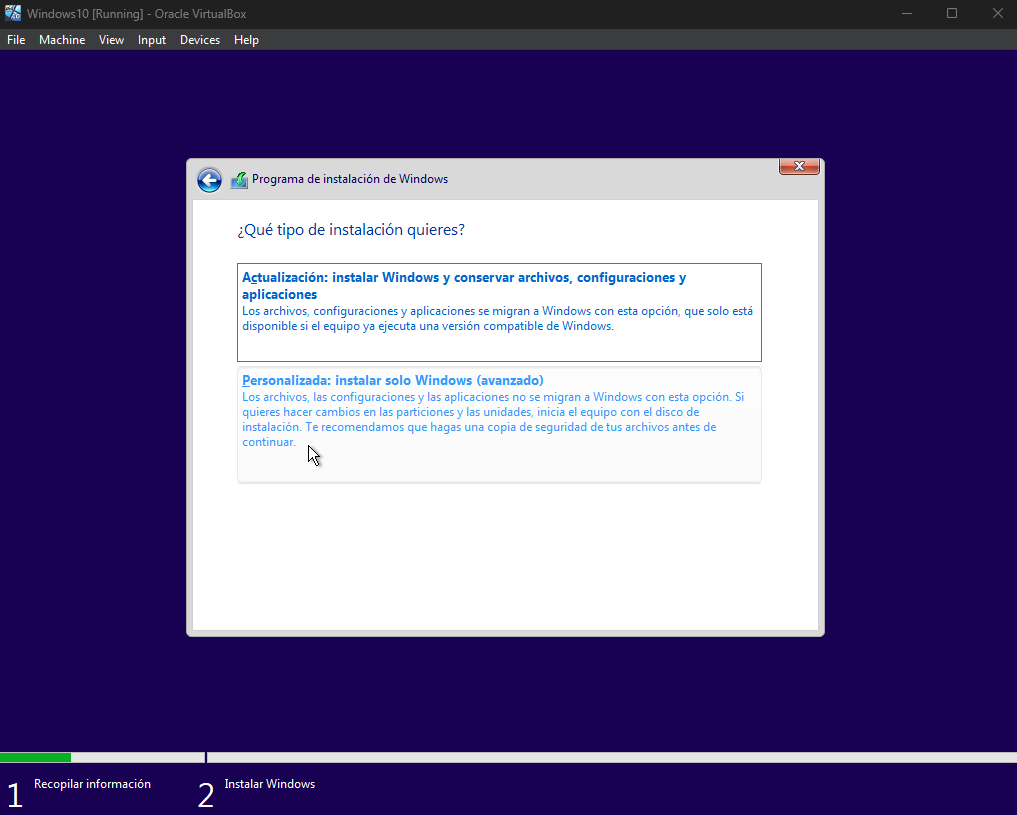 Windows10 [Running] - Oracle VirtualBox
File Machine View Input Devices Help
Programa de instalación de Windows
¿Qué tipo de instalación quieres?
Actualización: instalar Windows y conservar archivos, configuraciones y
aplicaciones
Los archivos, configuraciones y aplicaciones se migran a Windows con esta opción, que solo está
disponible si el equipo ya ejecuta una versión compatible de Windows.
Personalizada: instalar solo Windows (avanzado)
Los archivos, las configuraciones y las aplicaciones no se migran a Windows con esta opción. Si
quieres hacer cambios en las particiones y las unidades, inicia el equipo con el disco de
instalación. Te recomendamos que hagas una copia de seguridad de tus archivos antes de
continuar.
1 Recopilar información 2 Instalar Windows